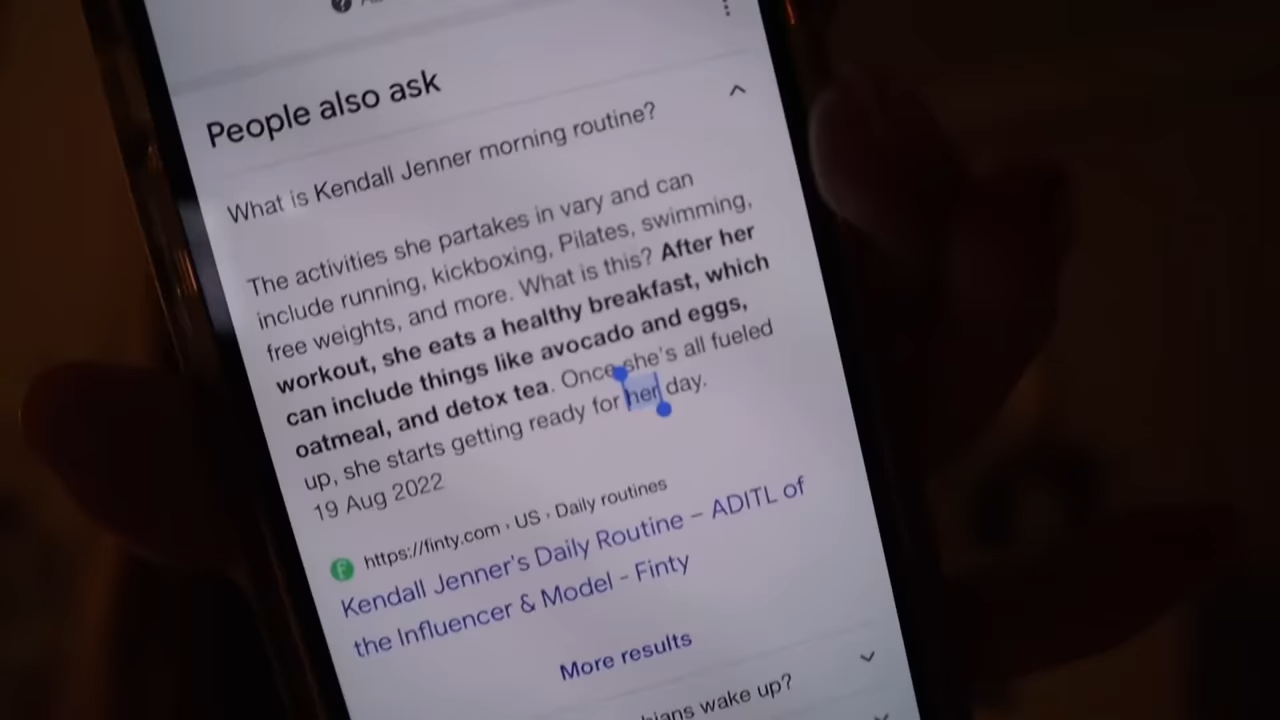 People also ask
What is Kendall Jenner morning routine?
The activities she partakes in vary and can
include running, kickboxing, Pilates, swimming,
free weights, and more. What is this? After her
workout, she eats a healthy breakfast, which
can include things like avocado and eggs,
oatmeal, and detox tea. Once she's all fueled
up, she starts getting ready for her day.
19 Aug 2022
https://finty.com › US › Daily routines
Kendall Jenner's Daily Routine – ADITL of
the Influencer & Model - Finty
More results
wake up?